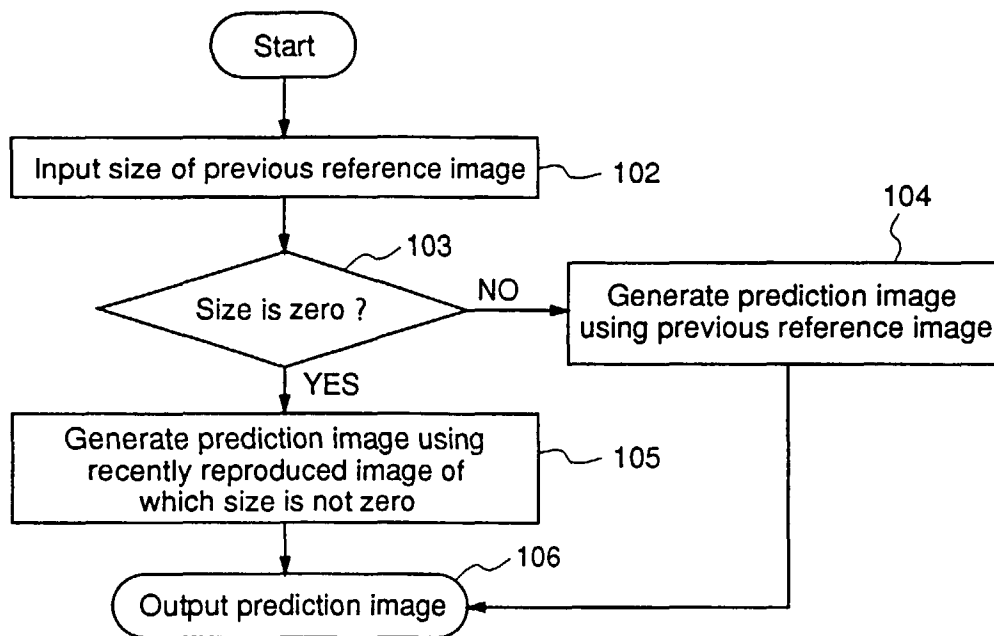 Start
Input size of previous reference image
102
103
Size is zero ?
NO
104
Generate prediction image
using previous reference image
YES
Generate prediction image using
recently reproduced image of
which size is not zero
105
106
Output prediction image